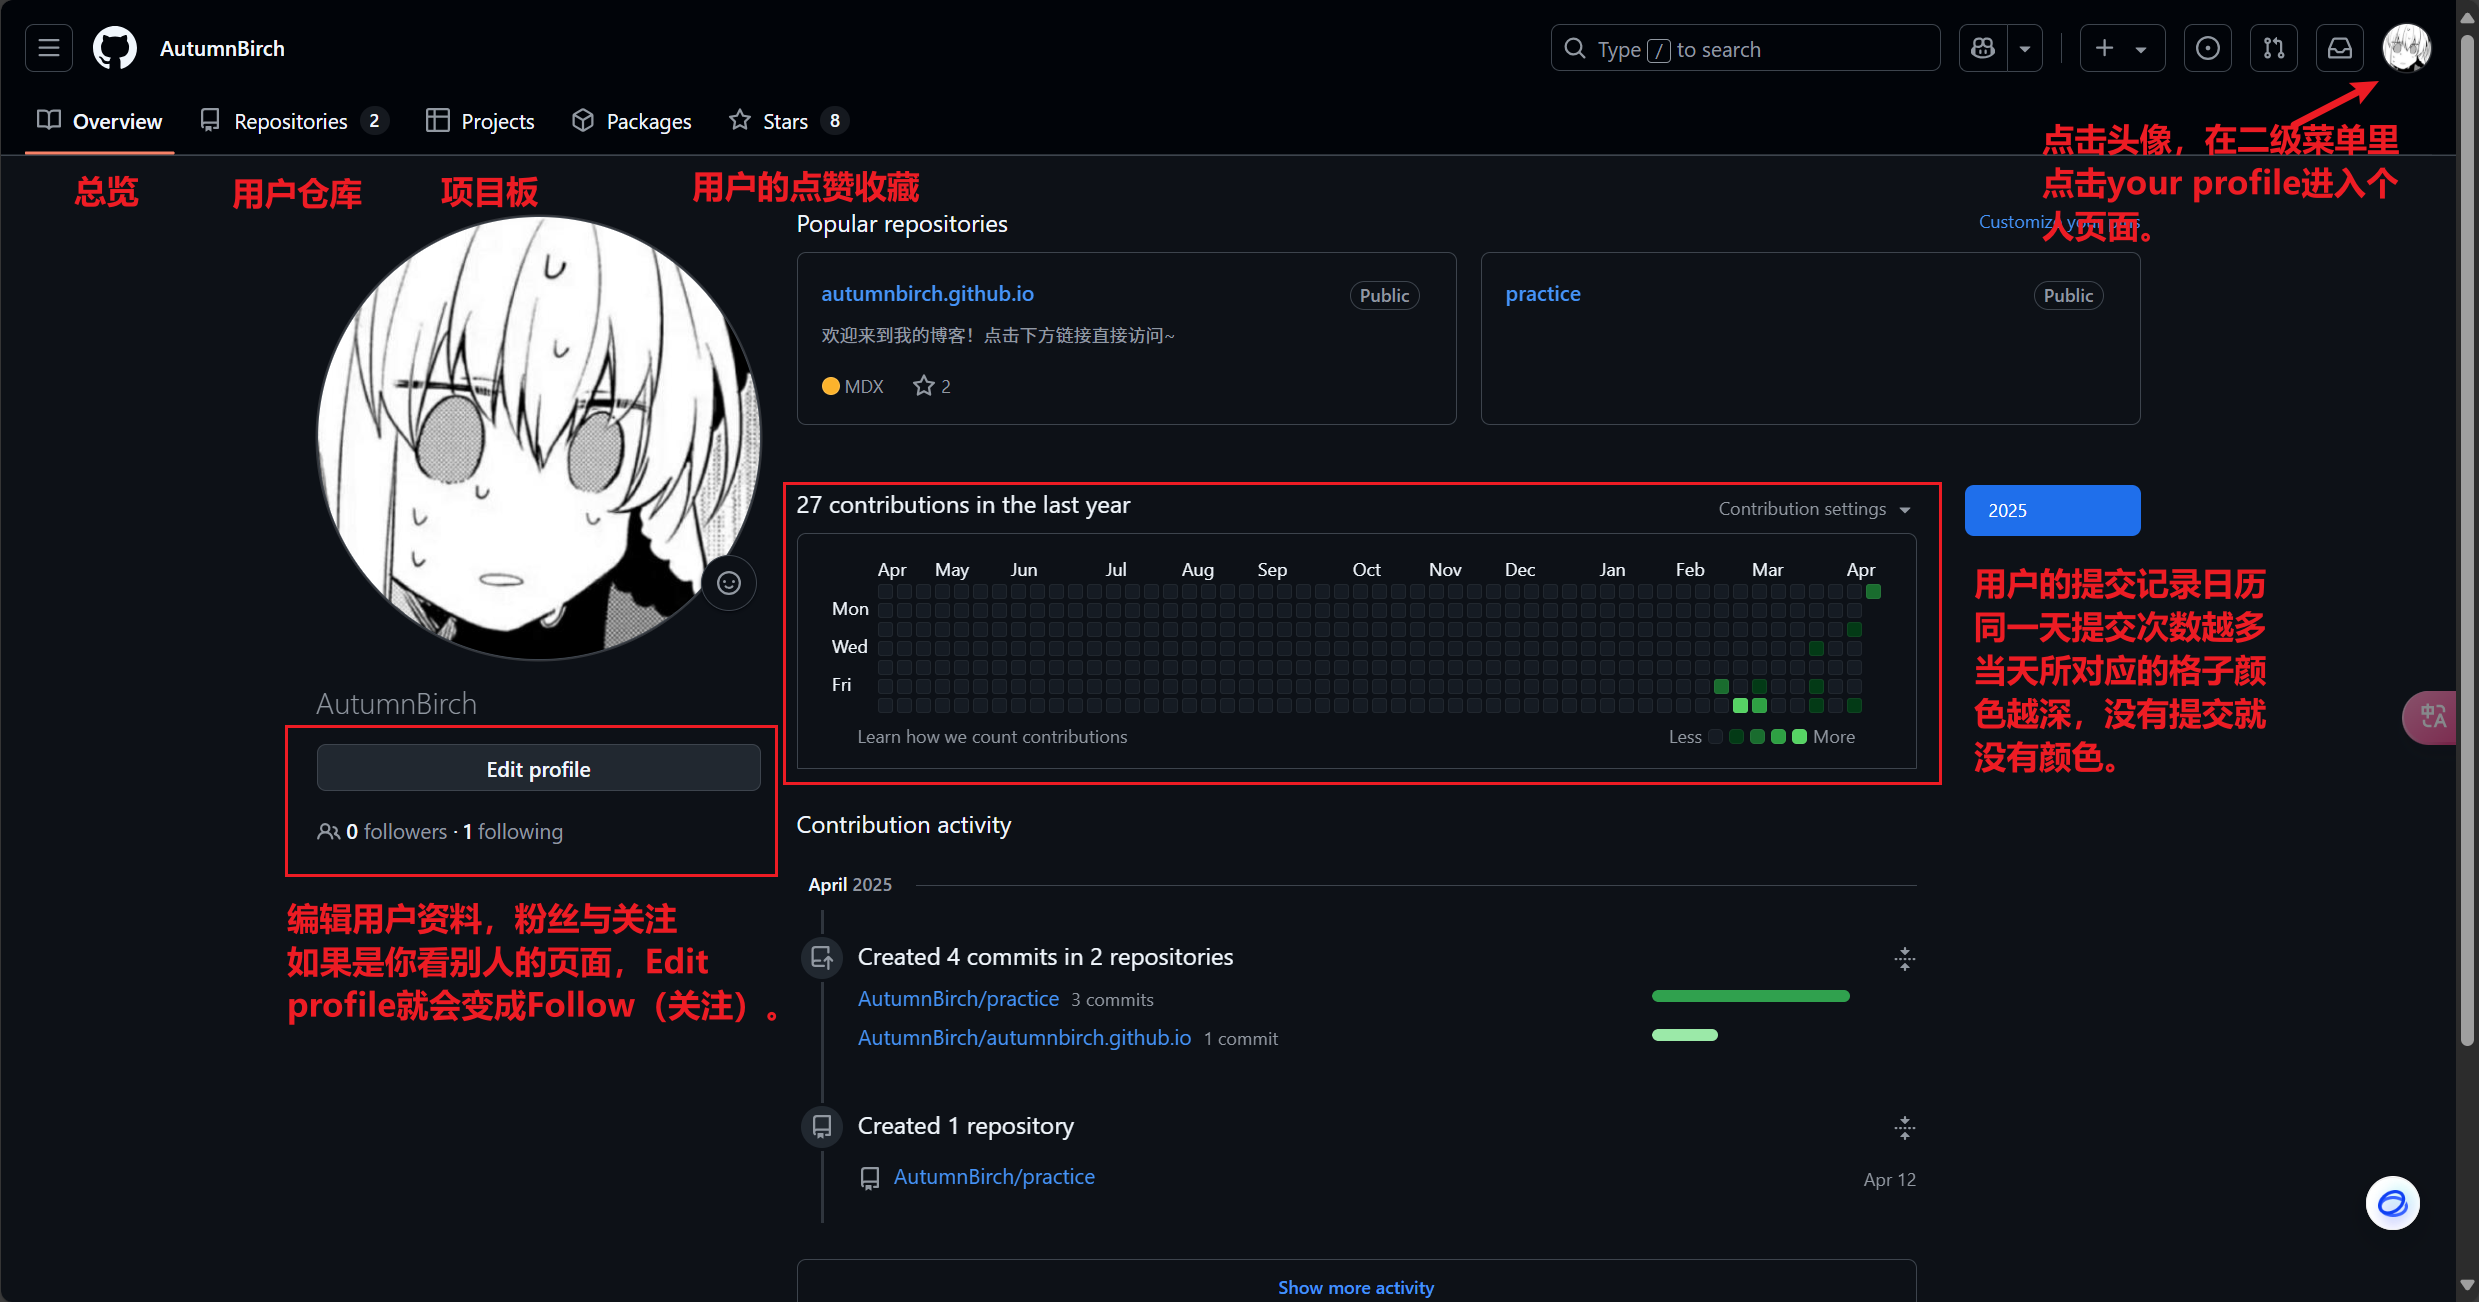 AutumnBirch
Type / to search
Overview
Repositories 2
Projects
Packages
Stars 8
点击头像，在二级菜单里
点击your profile进入个
人页面。
总览
用户仓库
项目板
用户的点赞收藏
Popular repositories
Customize your pins
autumnbirch.github.io
Public
欢迎来到我的博客！点击下方链接直接访问~
MDX
2
practice
Public
27 contributions in the last year
Contribution settings
2025
Apr May Jun Jul Aug Sep Oct Nov Dec Jan Feb Mar Apr
Mon
Wed
Fri
Learn how we count contributions
Less
More
用户的提交记录日历
同一天提交次数越多
当天所对应的格子颜
色越深，没有提交就
没有颜色。
中A
AutumnBirch
Edit profile
0 followers · 1 following
编辑用户资料，粉丝与关注
如果是你看别人的页面，Edit
profile就会变成Follow（关注）。
Contribution activity
April 2025
Created 4 commits in 2 repositories
AutumnBirch/practice 3 commits
AutumnBirch/autumnbirch.github.io 1 commit
Created 1 repository
AutumnBirch/practice
Apr 12
Show more activity